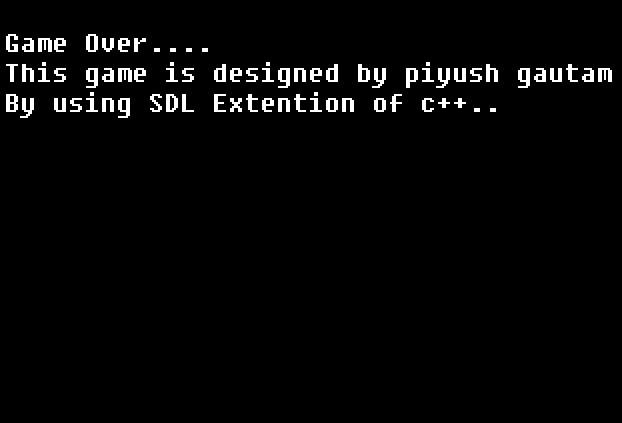 Game Over....
This game is designed by piyush gautam
By using SDL Extention of c++..